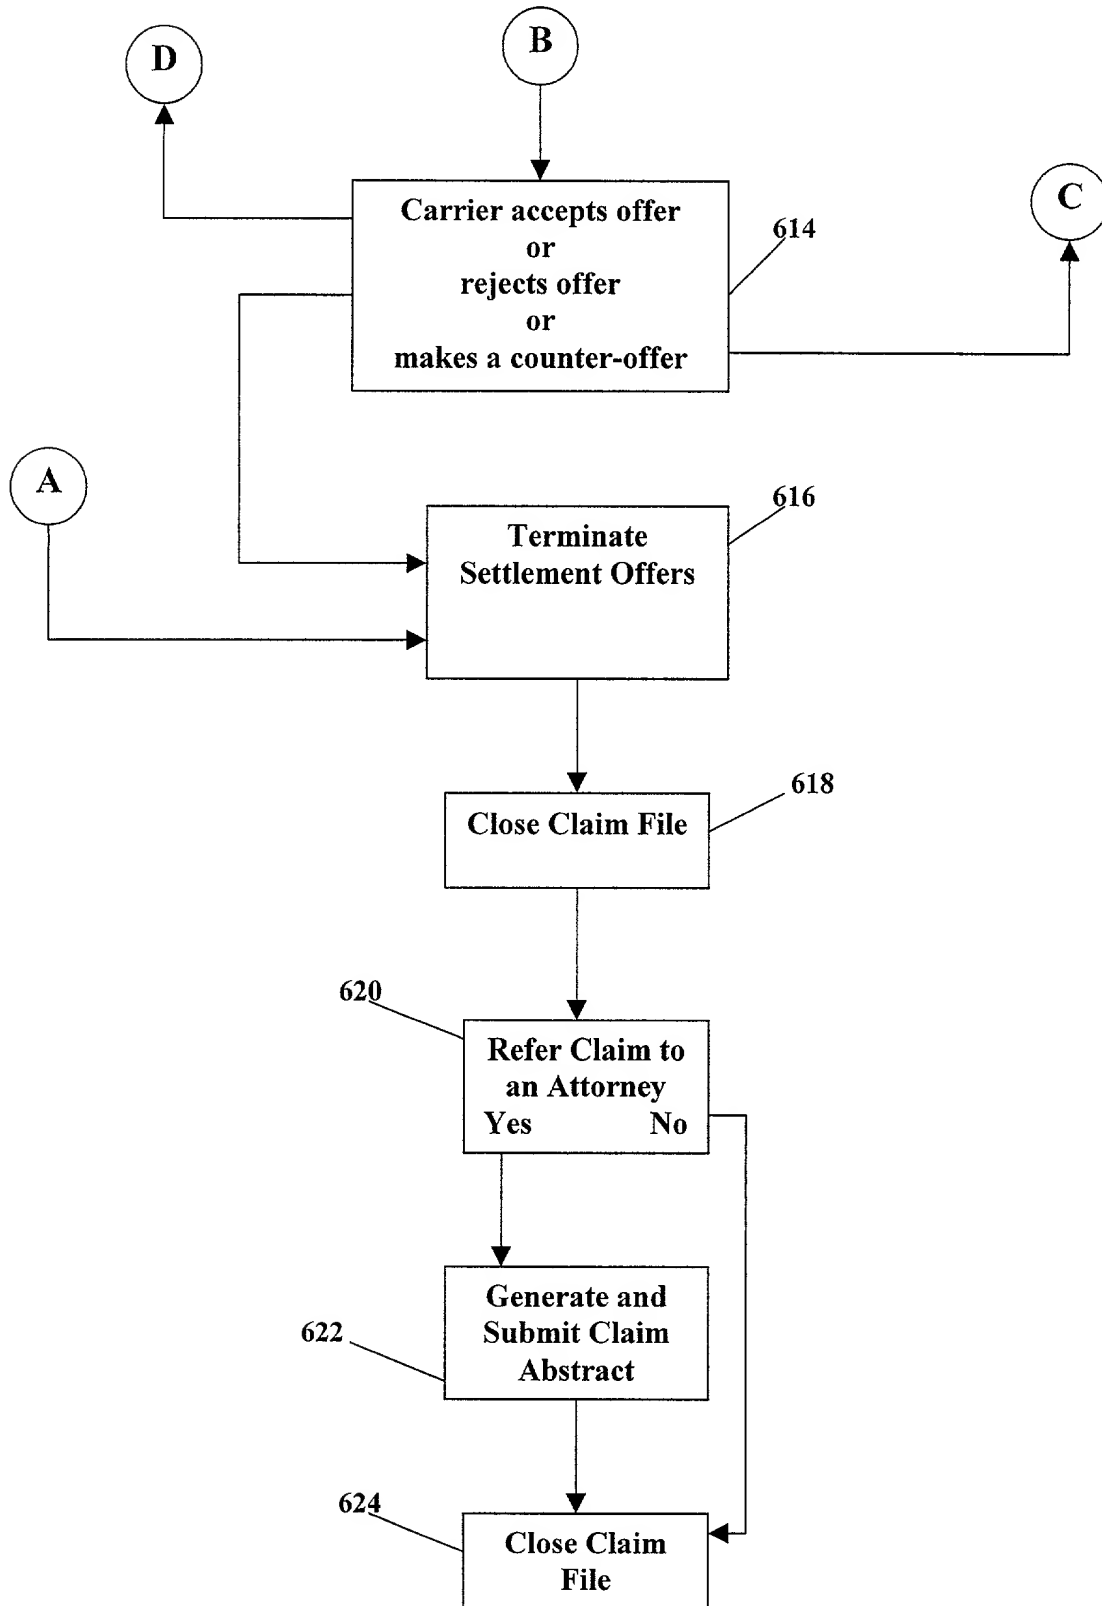 D
B
C
Carrier accepts offer
or
rejects offer
or
makes a counter-offer
614
A
616
Terminate
Settlement Offers
618
Close Claim File
620
Refer Claim to
an Attorney
Yes No
Generate and
Submit Claim
Abstract
622
624
Close Claim
File